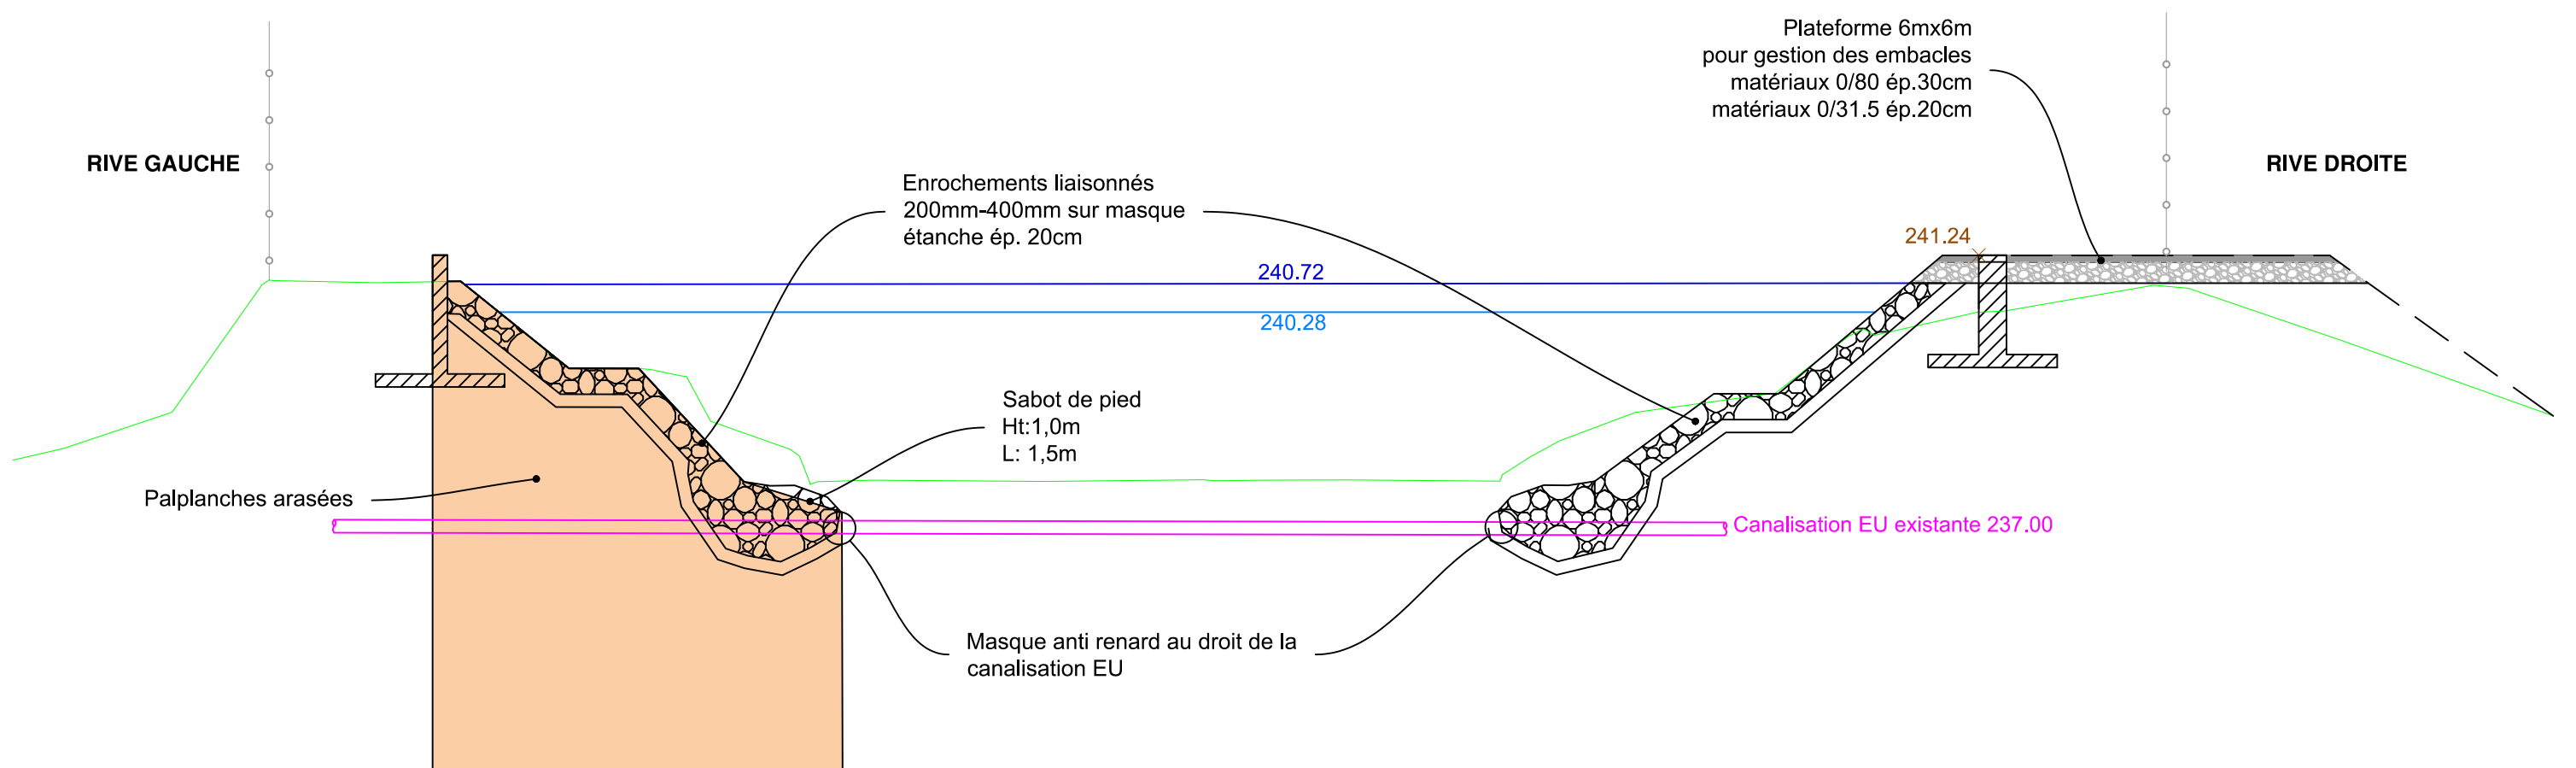 Plateforme 6mx6m
pour gestion des embacles
matériaux 0/80 ép.30cm
matériaux 0/31.5 ép.20cm
RIVE GAUCHE
RIVE DROITE
Enrochements liaisonnés
200mm-400mm sur masque
étanche ép. 20cm
241.24
240.72
240.28
Sabot de pied
Ht:1,0m
L: 1,5m
Palplanches arasées
Canalisation EU existante 237.00
Masque anti renard au droit de la
canalisation EU